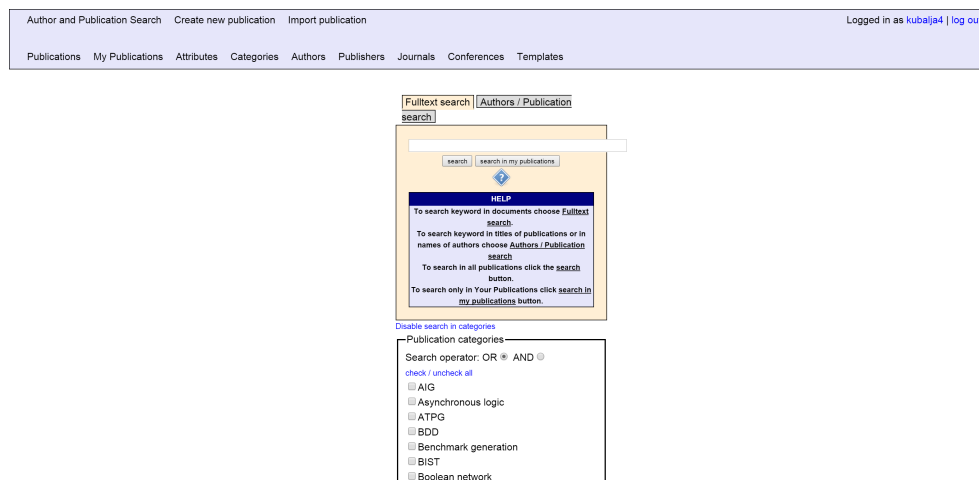 Author and Publication Search Create new publication Import publication Logged in as kubalja4 | log ou
Publications My Publications Attributes Categories Authors Publishers Journals Conferences Templates
Fulltext search Authors / Publication
search
search search in my publications
?
HELP
To search keyword in documents choose Fulltext
search.
To search keyword in titles of publications or in
names of authors choose Authors / Publication
search
To search in all publications click the search
button.
To search only in Your Publications click search in
my publications button.
Disable search in categories
Publication categories
Search operator: OR AND
check / uncheck all
AIG
Asynchronous logic
ATPG
BDD
Benchmark generation
BIST
Boolean network